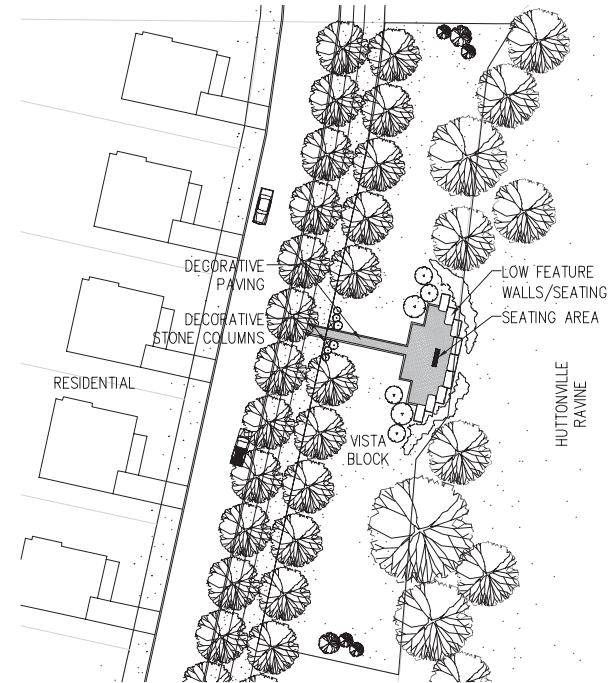 DECORATIVE
PAVING
LOW FEATURE
WALLS/SEATING
SEATING AREA
DECORATIVE
STONE COLUMNS
RESIDENTIAL
HUTTONVILLE
RAVINE
VISTA
BLOCK